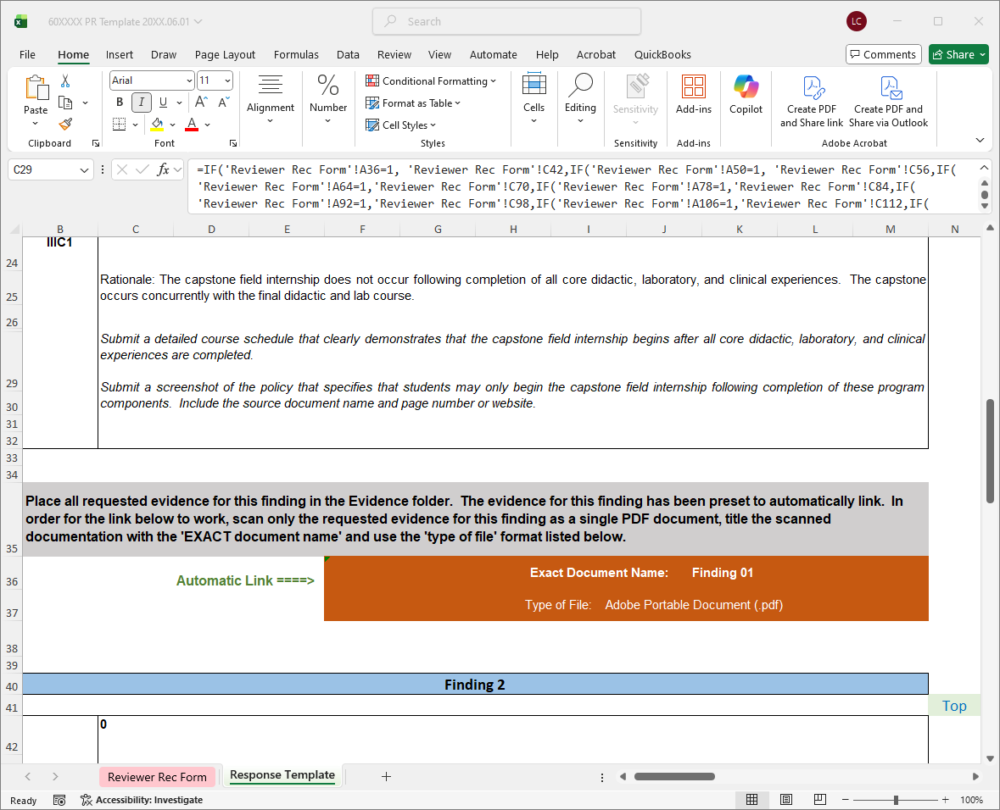 60XXXX PR Template 20XX.06.01
Search
LC
File Home Insert Draw Page Layout Formulas Data Review View Automate Help Acrobat QuickBooks
Comments
Share
Paste
Clipboard
Arial 11
B I U A A
A
Font
Alignment
% Number
Conditional Formatting
Format as Table
Cell Styles
Styles
Cells
Editing
Sensitivity
Sensitivity
Add-ins
Add-ins
Copilot
Create PDF and Share link
Create PDF and Share via Outlook
Adobe Acrobat
C29
fx
=IF('Reviewer Rec Form'!A36=1, 'Reviewer Rec Form'!C42,IF('Reviewer Rec Form'!A50=1, 'Reviewer Rec Form'!C56,IF(
'Reviewer Rec Form'!A64=1,'Reviewer Rec Form'!C70,IF('Reviewer Rec Form'!A78=1,'Reviewer Rec Form'!C84,IF(
'Reviewer Rec Form'!A92=1,'Reviewer Rec Form'!C98,IF('Reviewer Rec Form'!A106=1,'Reviewer Rec Form'!C112,IF(
B C D E F G H I J K L M N
IIIC1
24
Rationale: The capstone field internship does not occur following completion of all core didactic, laboratory, and clinical experiences. The capstone
25 occurs concurrently with the final didactic and lab course.
26
Submit a detailed course schedule that clearly demonstrates that the capstone field internship begins after all core didactic, laboratory, and clinical
experiences are completed.
29 Submit a screenshot of the policy that specifies that students may only begin the capstone field internship following completion of these program
30 components. Include the source document name and page number or website.
31
32
33
34
Place all requested evidence for this finding in the Evidence folder. The evidence for this finding has been preset to automatically link. In
order for the link below to work, scan only the requested evidence for this finding as a single PDF document, title the scanned
documentation with the 'EXACT document name' and use the 'type of file' format listed below.
35
36 Automatic Link ====> Exact Document Name: Finding 01
37 Type of File: Adobe Portable Document (.pdf)
38
39
40 Finding 2
41 Top
0
42
Reviewer Rec Form Response Template
Ready
Accessibility: Investigate
100%